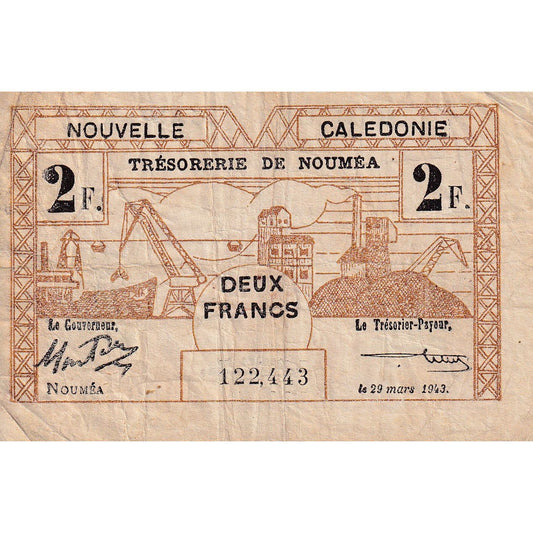 NOUVELLE CALEDONIE
TRÉSORERIE DE NOUMÉA
2F. 2F.
DEUX
FRANCS
Le Gouverneur, Le Trésorier-Payeur,
NOUMÉA 122,443 le 29 mars 1943.